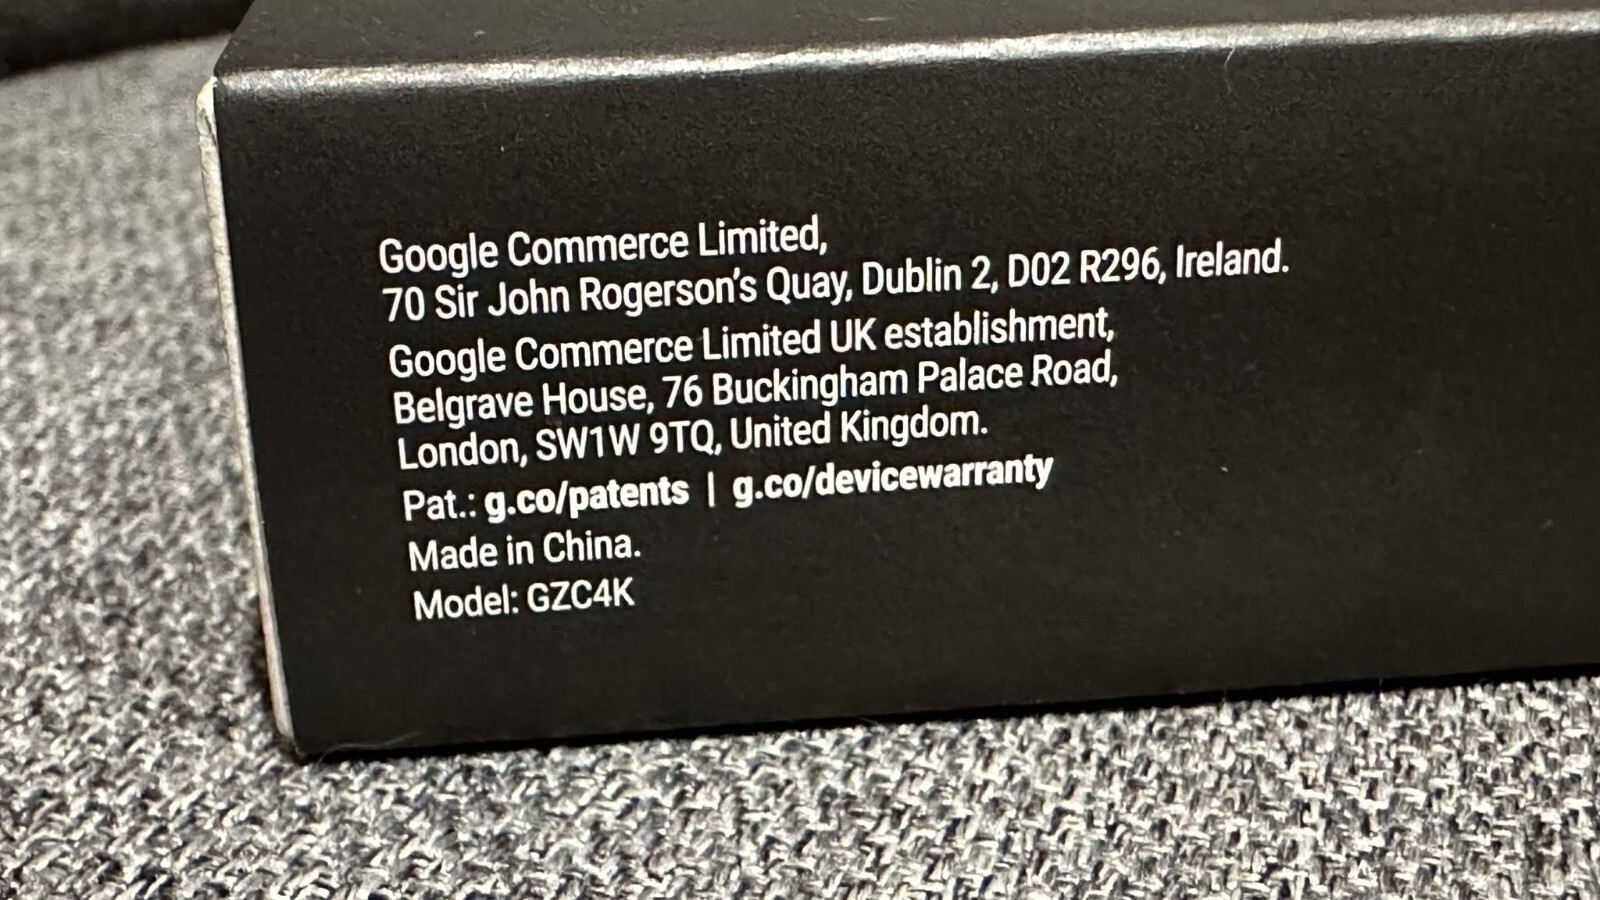 Google Commerce Limited,
70 Sir John Rogerson's Quay, Dublin 2, D02 R296, Ireland.
Google Commerce Limited UK establishment,
Belgrave House, 76 Buckingham Palace Road,
London, SW1W 9TQ, United Kingdom.
Pat.: g.co/patents | g.co/devicewarranty
Made in China.
Model: GZC4K